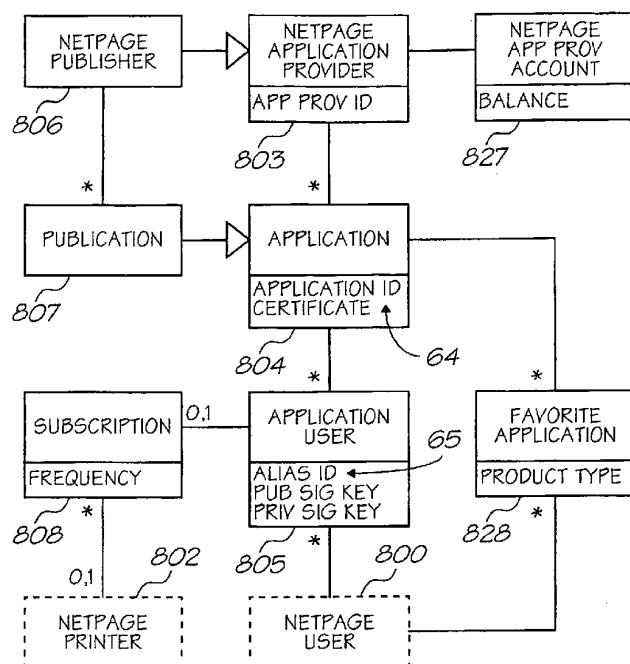 NETPAGE
PUBLISHER
806
NETPAGE
APPLICATION
PROVIDER
APP PROV ID
803
NETPAGE
APP PROV
ACCOUNT
BALANCE
827
*
*
PUBLICATION
807
APPLICATION
APPLICATION ID
CERTIFICATE
804
64
*
*
SUBSCRIPTION
FREQUENCY
808
0,1
APPLICATION
USER
ALIAS ID
PUB SIG KEY
PRIV SIG KEY
805
65
FAVORITE
APPLICATION
PRODUCT TYPE
828
*
*
*
802
800
0,1
NETPAGE
PRINTER
NETPAGE
USER